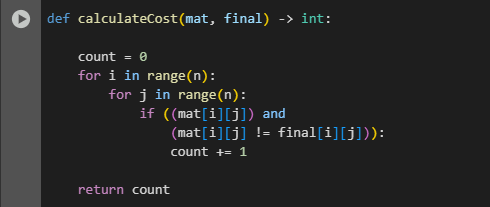 def calculateCost(mat, final) -> int:

    count = 0
    for i in range(n):
        for j in range(n):
            if ((mat[i][j]) and
                (mat[i][j] != final[i][j])):
                count += 1

    return count